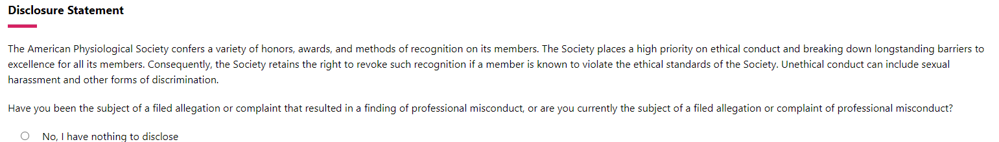 Disclosure Statement
The American Physiological Society confers a variety of honors, awards, and methods of recognition on its members. The Society places a high priority on ethical conduct and breaking down longstanding barriers to
excellence for all its members. Consequently, the Society retains the right to revoke such recognition if a member is known to violate the ethical standards of the Society. Unethical conduct can include sexual
harassment and other forms of discrimination.
Have you been the subject of a filed allegation or complaint that resulted in a finding of professional misconduct, or are you currently the subject of a filed allegation or complaint of professional misconduct?
No, I have nothing to disclose